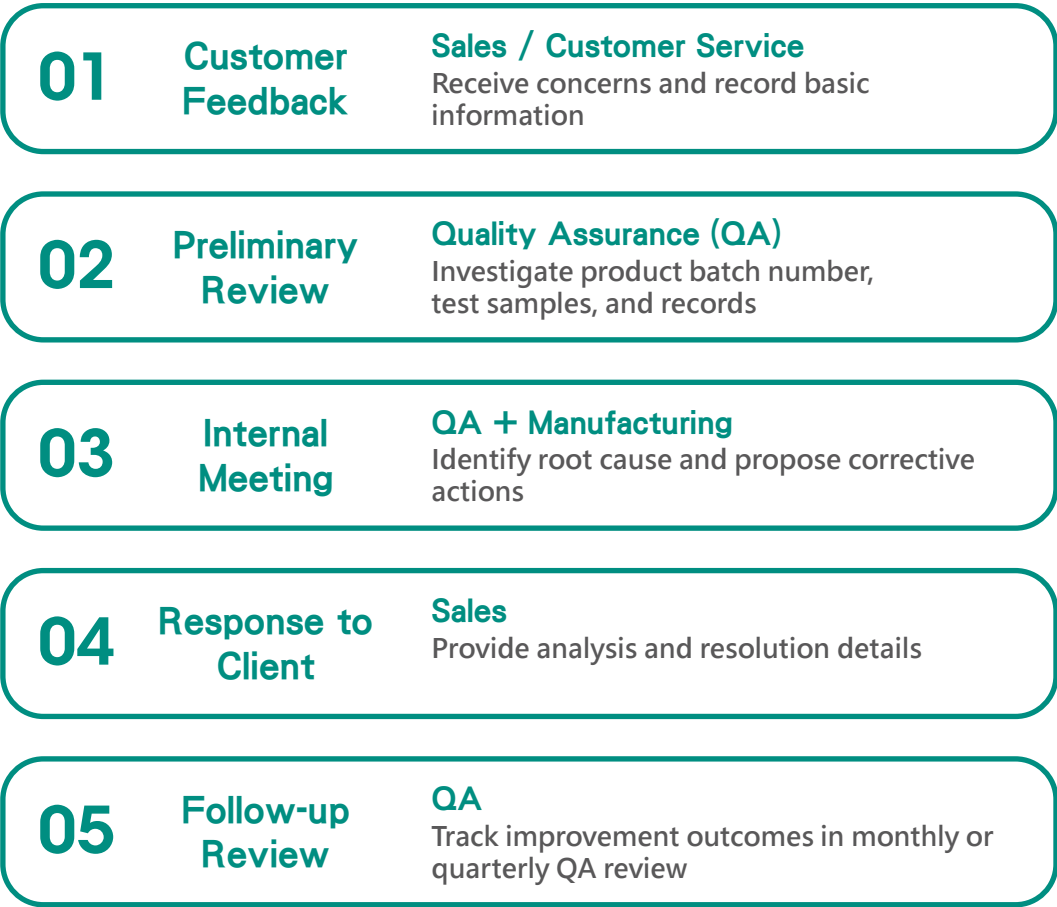 01
Customer
Feedback
Sales / Customer Service
Receive concerns and record basic
information
02
Preliminary
Review
Quality Assurance (QA)
Investigate product batch number,
test samples, and records
03
Internal
Meeting
QA + Manufacturing
Identify root cause and propose corrective
actions
04
Response to
Client
Sales
Provide analysis and resolution details
05
Follow-up
Review
QA
Track improvement outcomes in monthly or
quarterly QA review